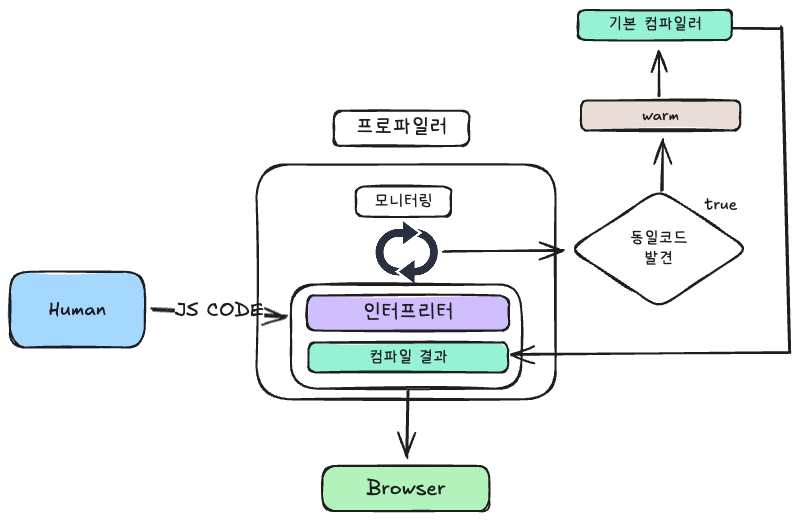 기본 컴파일러
warm
프로파일러
모니터링
true
동일코드
발견
Human
JS CODE
인터프리터
컴파일 결과
Browser